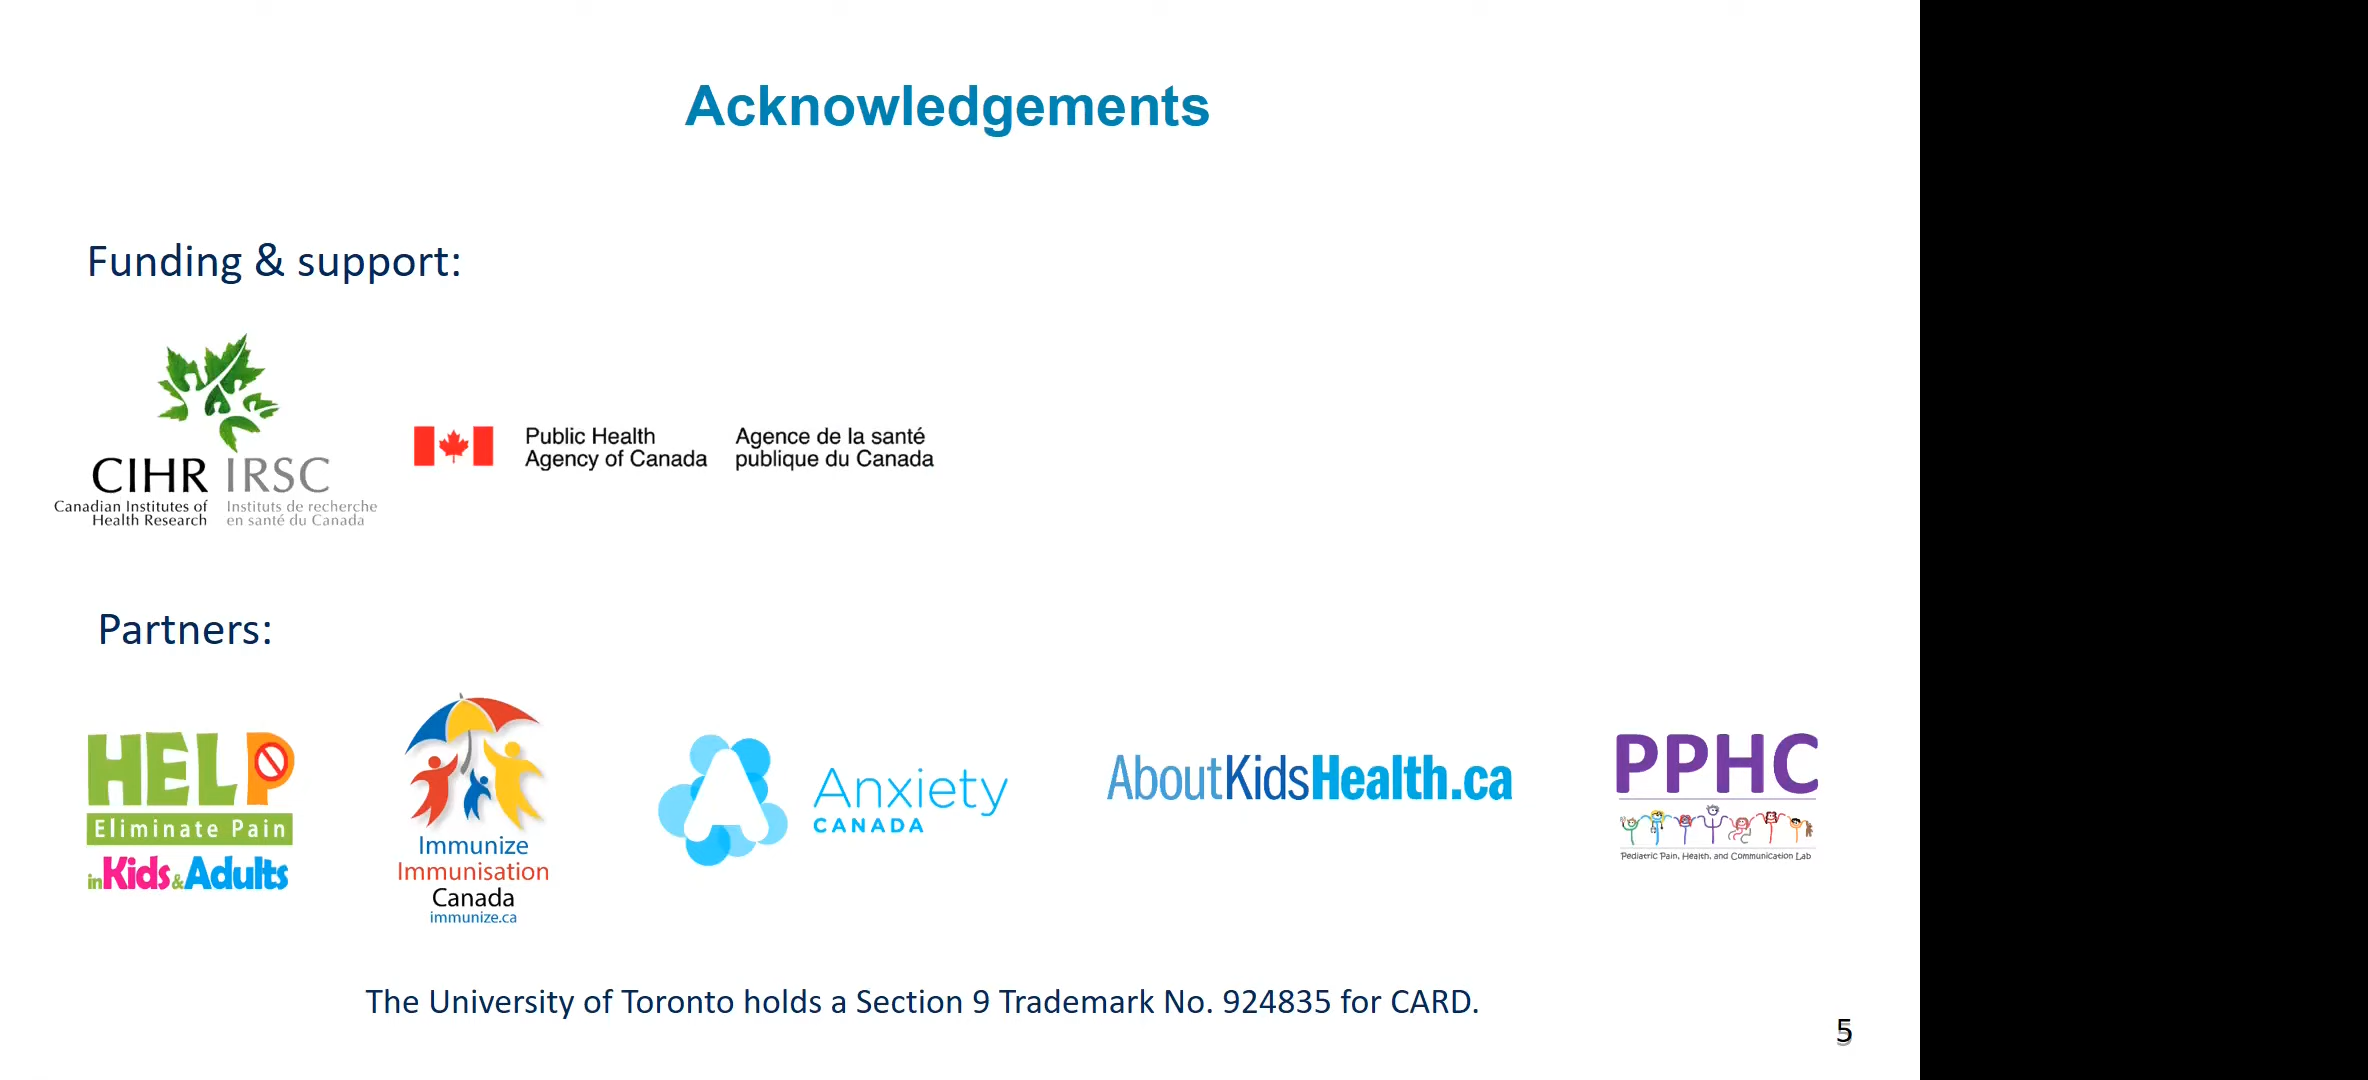 Acknowledgements
Funding & support:
CIHR IRSC
Canadian Institutes of Health Research
Instituts de recherche en santé du Canada
Public Health Agency of Canada
Agence de la santé publique du Canada
Partners:
HELP
Eliminate Pain
in Kids & Adults
Immunize
Immunisation
Canada
immunize.ca
Anxiety
CANADA
AboutKidsHealth.ca
PPHC
Pediatric Pain, Health, and Communication Lab
The University of Toronto holds a Section 9 Trademark No. 924835 for CARD.
5